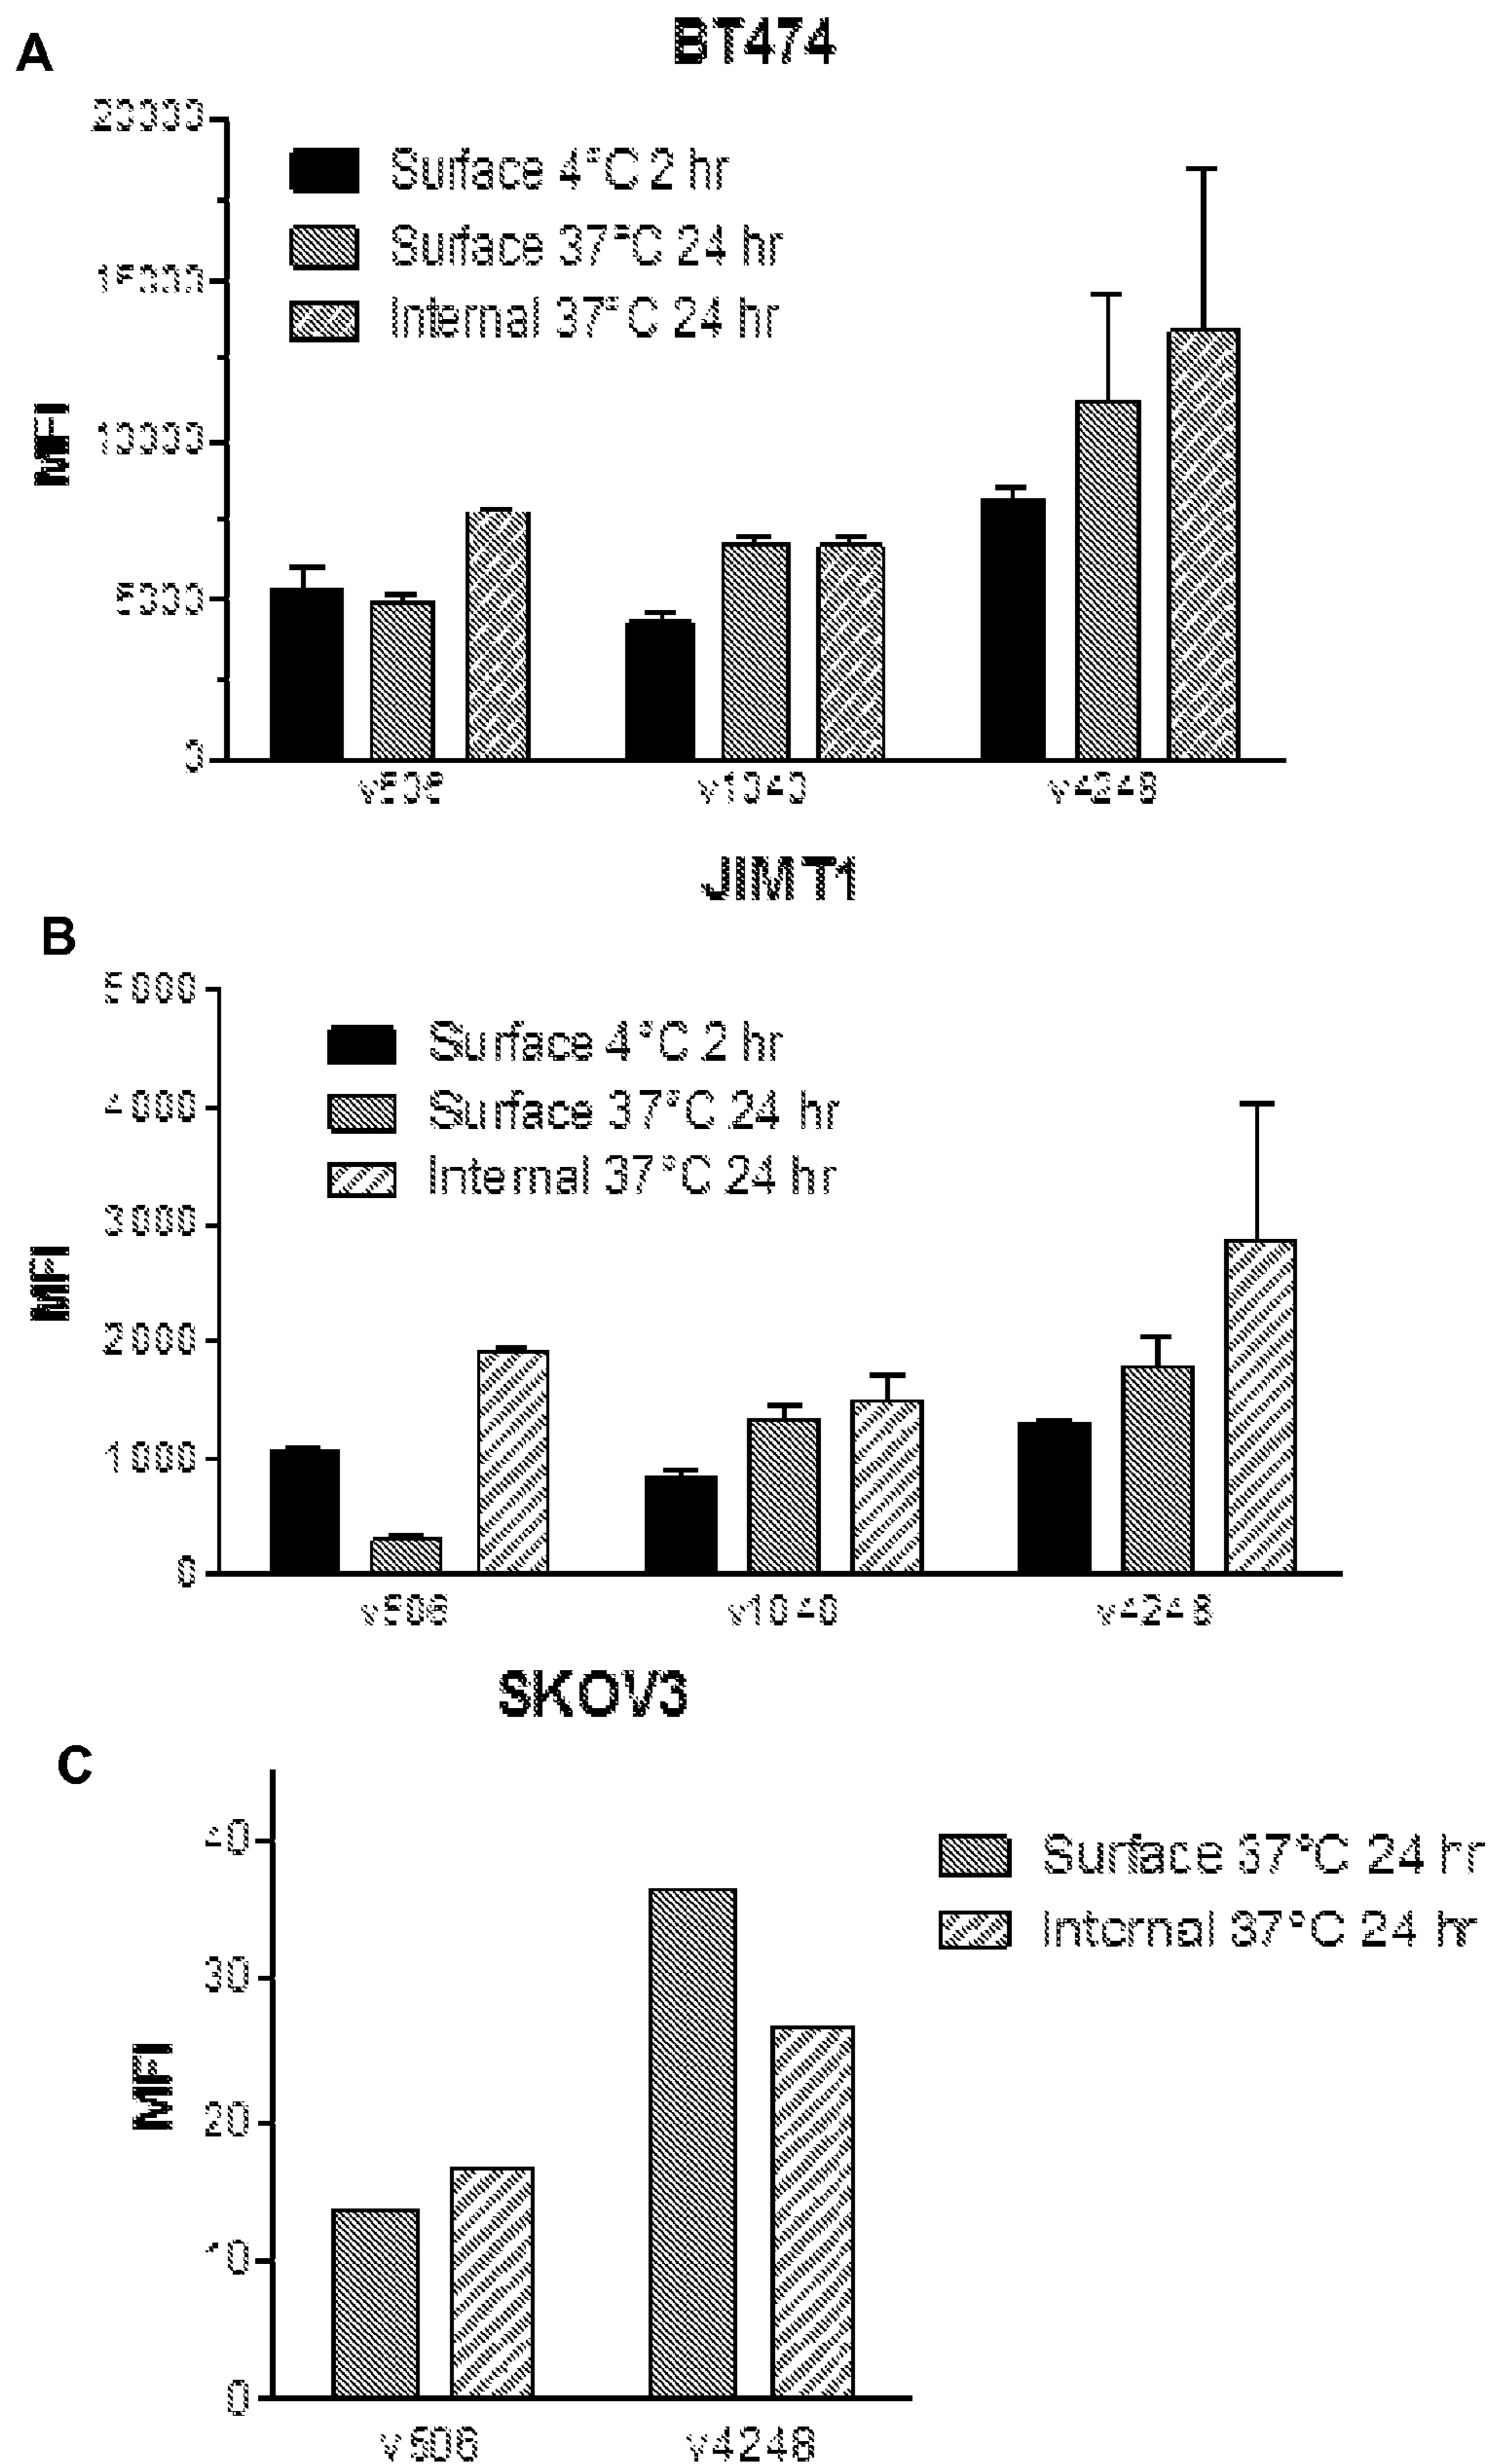 A
BT474
20000
15000
10000
5000
0
MFI
Surface 4°C 2 hr
Surface 37°C 24 hr
Internal 37°C 24 hr
v506
v1040
v4248
JIMT1
B
5000
4000
3000
2000
1000
0
MFI
Surface 4°C 2 hr
Surface 37°C 24 hr
Internal 37°C 24 hr
v506
v1040
v4248
SKOV3
C
40
30
20
10
0
MFI
Surface 37°C 24 hr
Internal 37°C 24 hr
v506
v4248